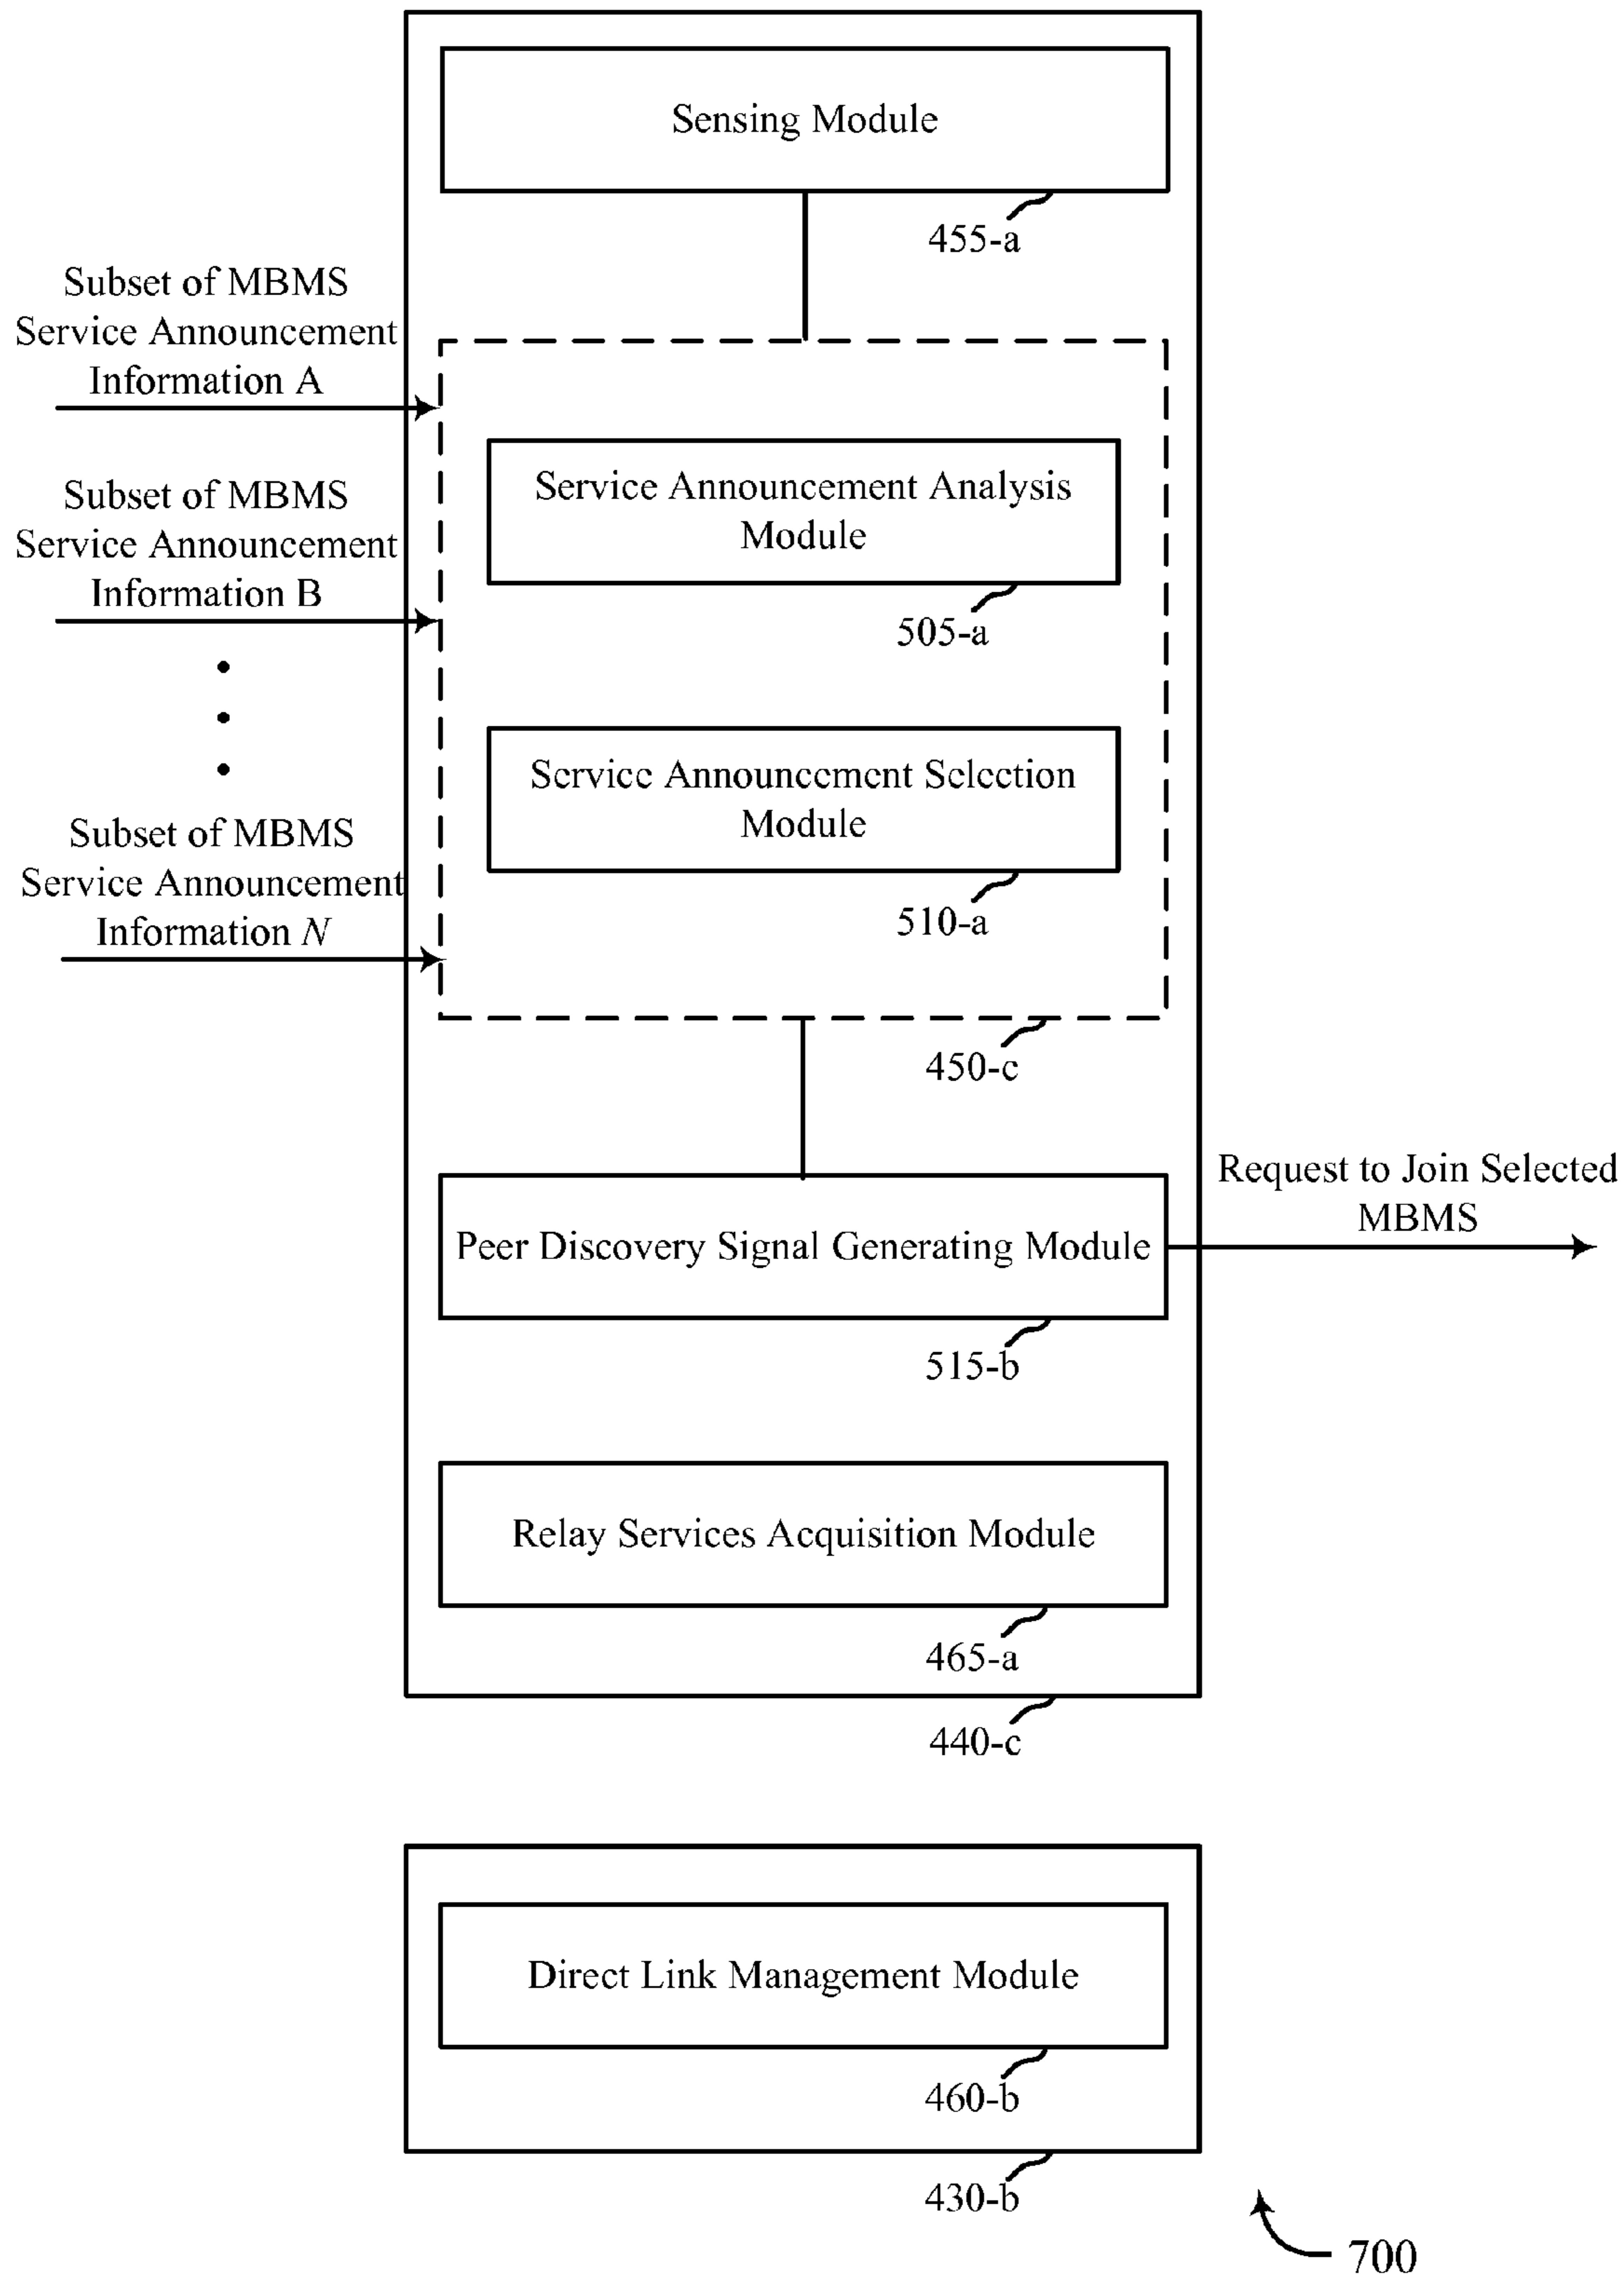 Sensing Module
455-a
Subset of MBMS
Service Announcement
Information A
Service Announcement Analysis
Module
505-a
Subset of MBMS
Service Announcement
Information B
Service Announcement Selection
Module
510-a
Subset of MBMS
Service Announcement
Information N
450-c
Peer Discovery Signal Generating Module
515-b
Request to Join Selected
MBMS
Relay Services Acquisition Module
465-a
440-c
Direct Link Management Module
460-b
430-b
700